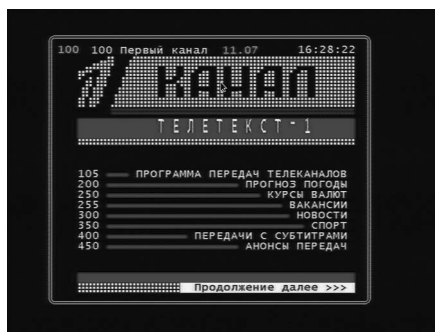 100 100 Первый канал 11.07 16:28:22
1 КАНАЛ
ТЕЛЕТЕКСТ-1
105 ПРОГРАММА ПЕРЕДАЧ ТЕЛЕКАНАЛОВ
200 ПРОГНОЗ ПОГОДЫ
250 КУРСЫ ВАЛЮТ
255 ВАКАНСИИ
300 НОВОСТИ
350 СПОРТ
400 ПЕРЕДАЧИ С СУБТИТРАМИ
450 АНОНСЫ ПЕРЕДАЧ
Продолжение далее >>>